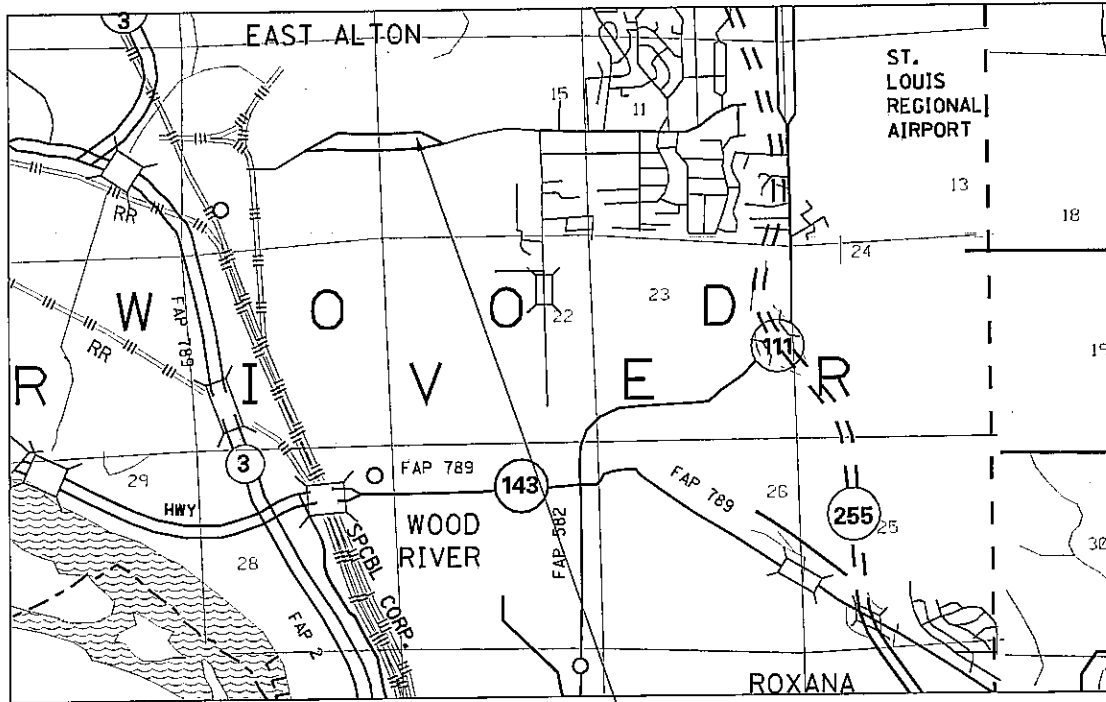 3
EAST ALTON
ST.
LOUIS
REGIONAL
AIRPORT
15
11
13
18
RR
24
W O O D
23
22
FAP 789
RR
111
19
R I V E R
3
FAP 789
29
HWY
143
FAP 789
26
255
25
WOOD
RIVER
FAP 582
SPCBL CORP.
28
30
FAP 2
ROXANA